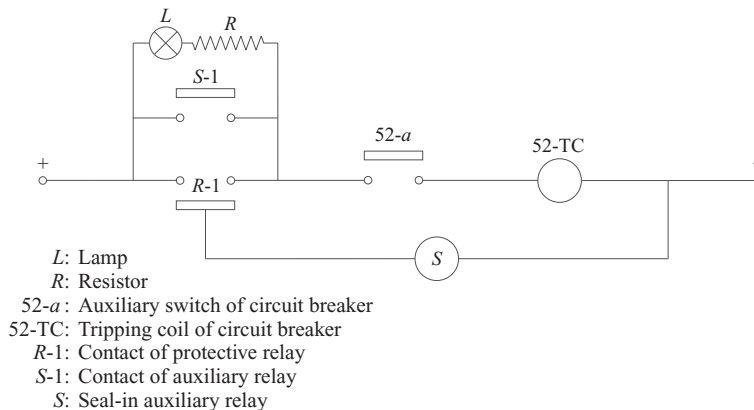 L R
S-1
52-a 52-TC
+
R-1
S
L: Lamp
R: Resistor
52-a : Auxiliary switch of circuit breaker
52-TC: Tripping coil of circuit breaker
R-1: Contact of protective relay
S-1: Contact of auxiliary relay
S: Seal-in auxiliary relay